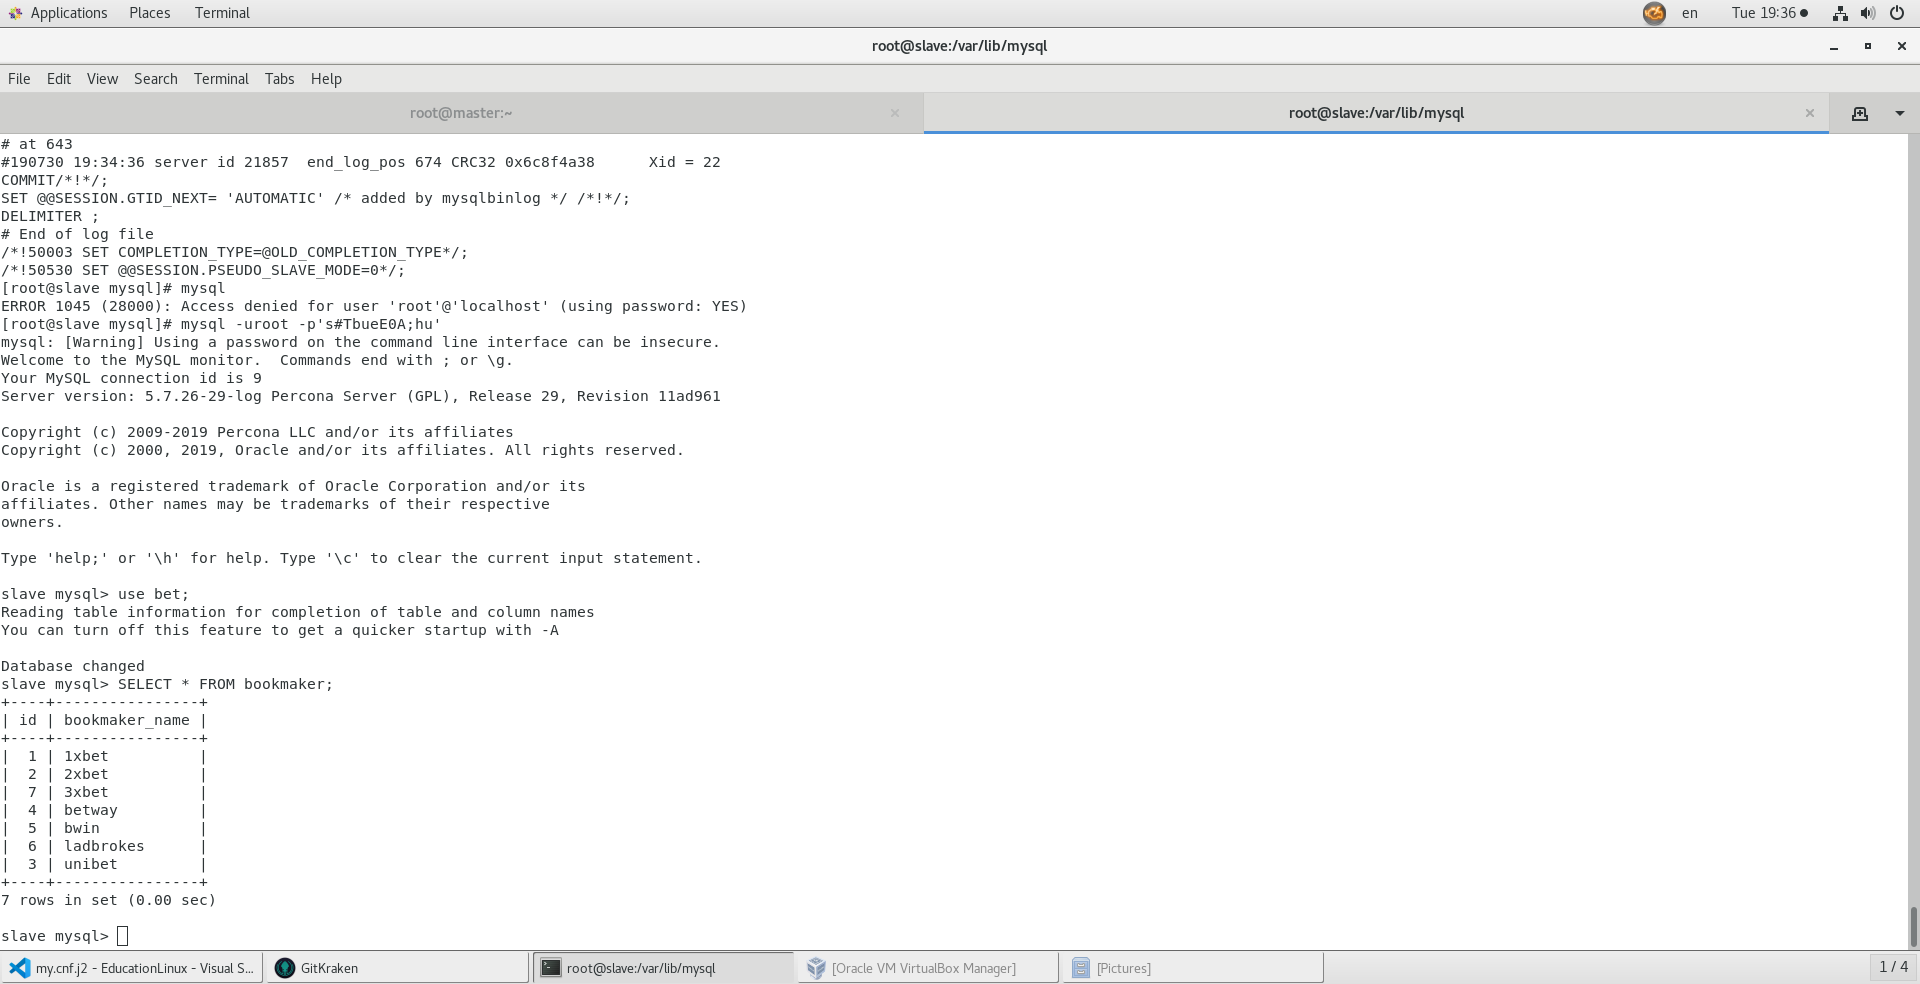 Applications Places Terminal en Tue 19:36
root@slave:/var/lib/mysql
File Edit View Search Terminal Tabs Help
root@master:~ root@slave:/var/lib/mysql
# at 643
#190730 19:34:36 server id 21857  end_log_pos 674 CRC32 0x6c8f4a38      Xid = 22
COMMIT/*!*/;
SET @@SESSION.GTID_NEXT= 'AUTOMATIC' /* added by mysqlbinlog */ /*!*/;
DELIMITER ;
# End of log file
/*!50003 SET COMPLETION_TYPE=@OLD_COMPLETION_TYPE*/;
/*!50530 SET @@SESSION.PSEUDO_SLAVE_MODE=0*/;
[root@slave mysql]# mysql
ERROR 1045 (28000): Access denied for user 'root'@'localhost' (using password: YES)
[root@slave mysql]# mysql -uroot -p's#TbueE0A;hu'
mysql: [Warning] Using a password on the command line interface can be insecure.
Welcome to the MySQL monitor.  Commands end with ; or \g.
Your MySQL connection id is 9
Server version: 5.7.26-29-log Percona Server (GPL), Release 29, Revision 11ad961
Copyright (c) 2009-2019 Percona LLC and/or its affiliates
Copyright (c) 2000, 2019, Oracle and/or its affiliates. All rights reserved.
Oracle is a registered trademark of Oracle Corporation and/or its
affiliates. Other names may be trademarks of their respective
owners.
Type 'help;' or '\h' for help. Type '\c' to clear the current input statement.
slave mysql> use bet;
Reading table information for completion of table and column names
You can turn off this feature to get a quicker startup with -A
Database changed
slave mysql> SELECT * FROM bookmaker;
+----+----------------+
| id | bookmaker_name |
+----+----------------+
|  1 | 1xbet          |
|  2 | 2xbet          |
|  7 | 3xbet          |
|  4 | betway         |
|  5 | bwin           |
|  6 | ladbrokes      |
|  3 | unibet         |
+----+----------------+
7 rows in set (0.00 sec)
slave mysql>
my.cnf.j2 - EducationLinux - Visual S... GitKraken root@slave:/var/lib/mysql [Oracle VM VirtualBox Manager] [Pictures] 1 / 4